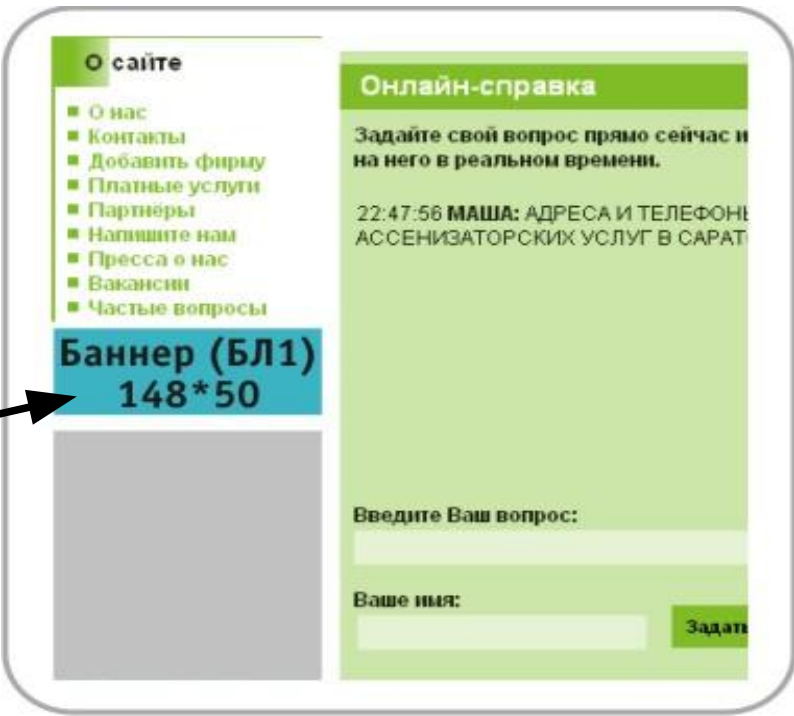 О сайте
О нас
Контакты
Добавить фирму
Платные услуги
Партнёры
Напишите нам
Пресса о нас
Вакансии
Частые вопросы
Баннер (БЛ1)
148*50
Онлайн-справка
Задайте свой вопрос прямо сейчас и
на него в реальном времени.
22:47:56 МАША: АДРЕСА И ТЕЛЕФОНЫ
АССЕНИЗАТОРСКИХ УСЛУГ В САРАТ
Введите Ваш вопрос:
Ваше имя:
Задать